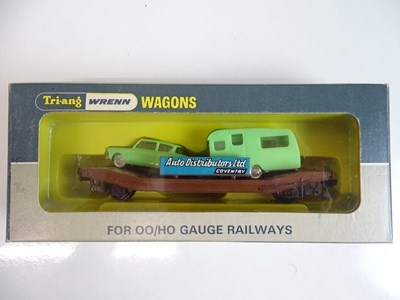 Tri-ang WRENN WAGONS
Auto Distributors Ltd
COVENTRY
FOR OO/HO GAUGE RAILWAYS